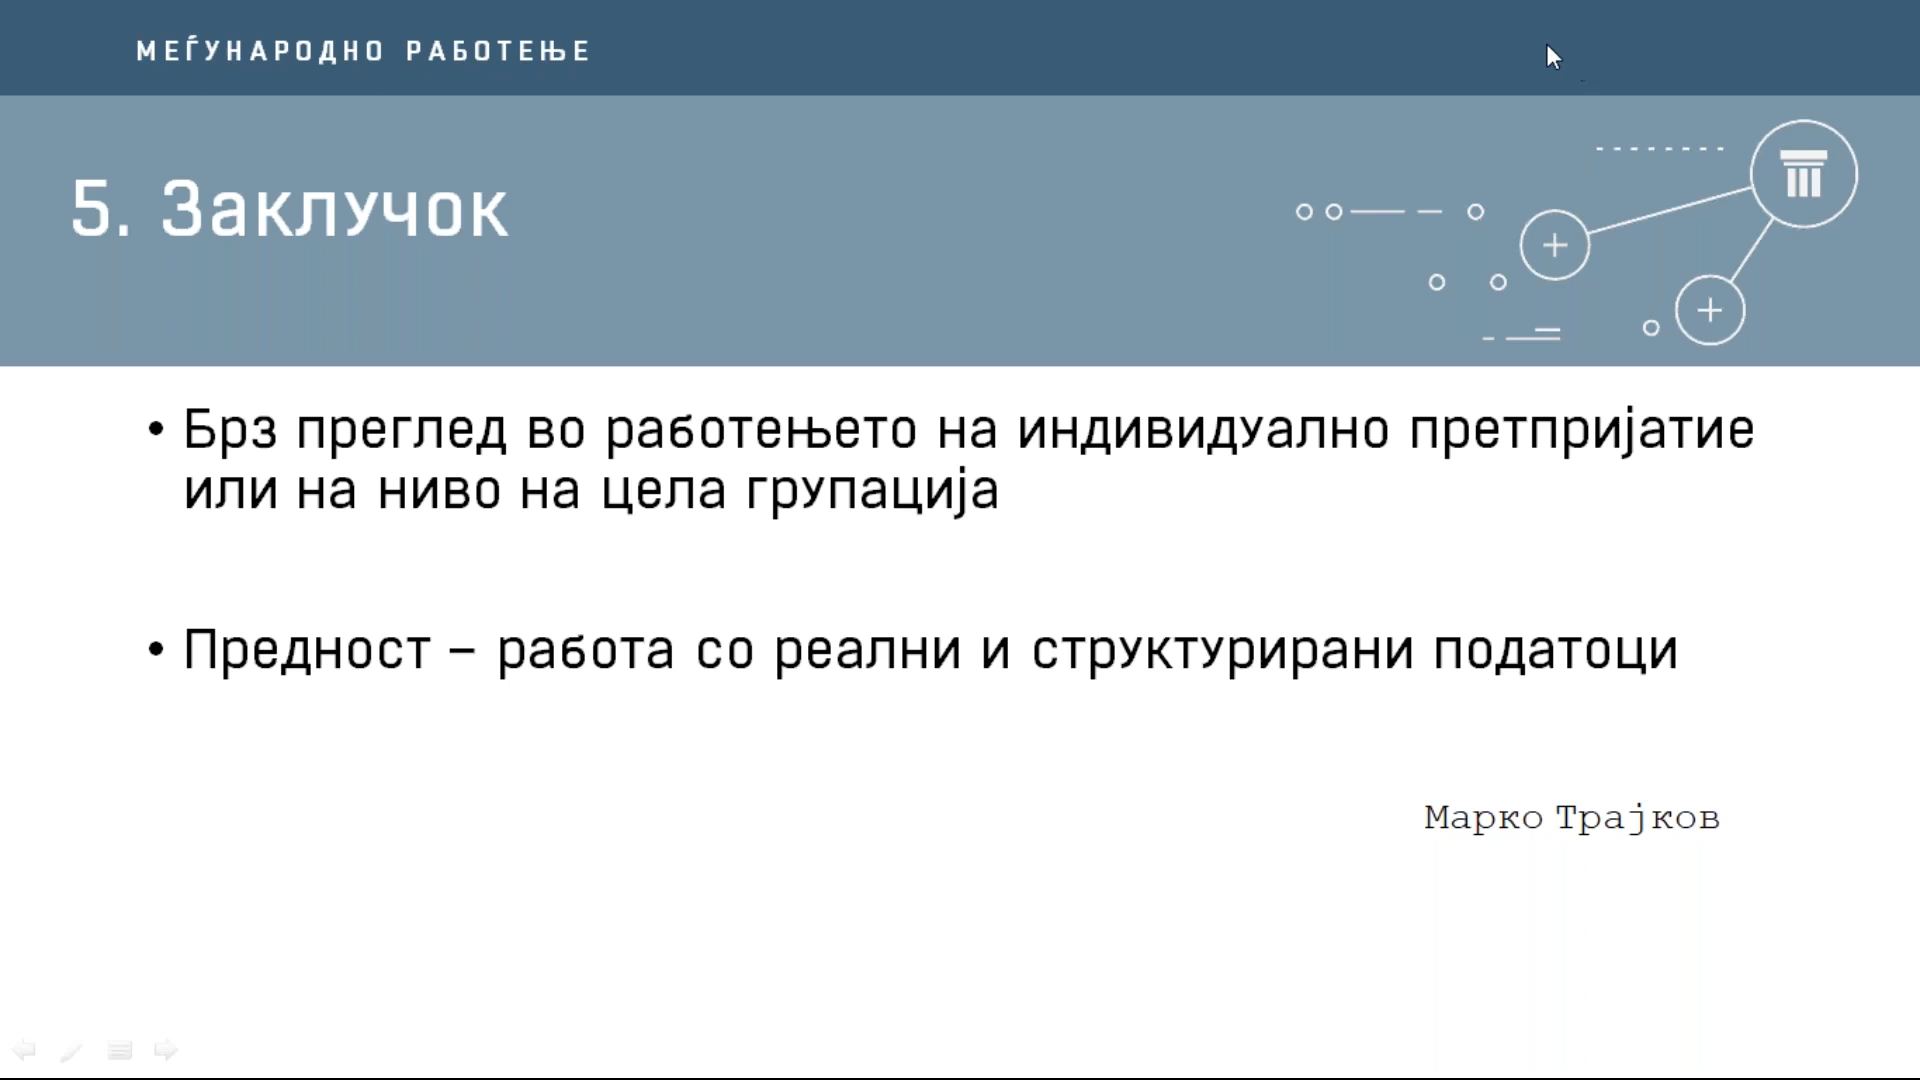 МЕЃУНАРОДНО РАБОТЕЊЕ
5. Заклучок
• Брз преглед во работењето на индивидуално претпријатие
или на ниво на цела групација
• Предност – работа со реални и структурирани податоци
Марко Трајков